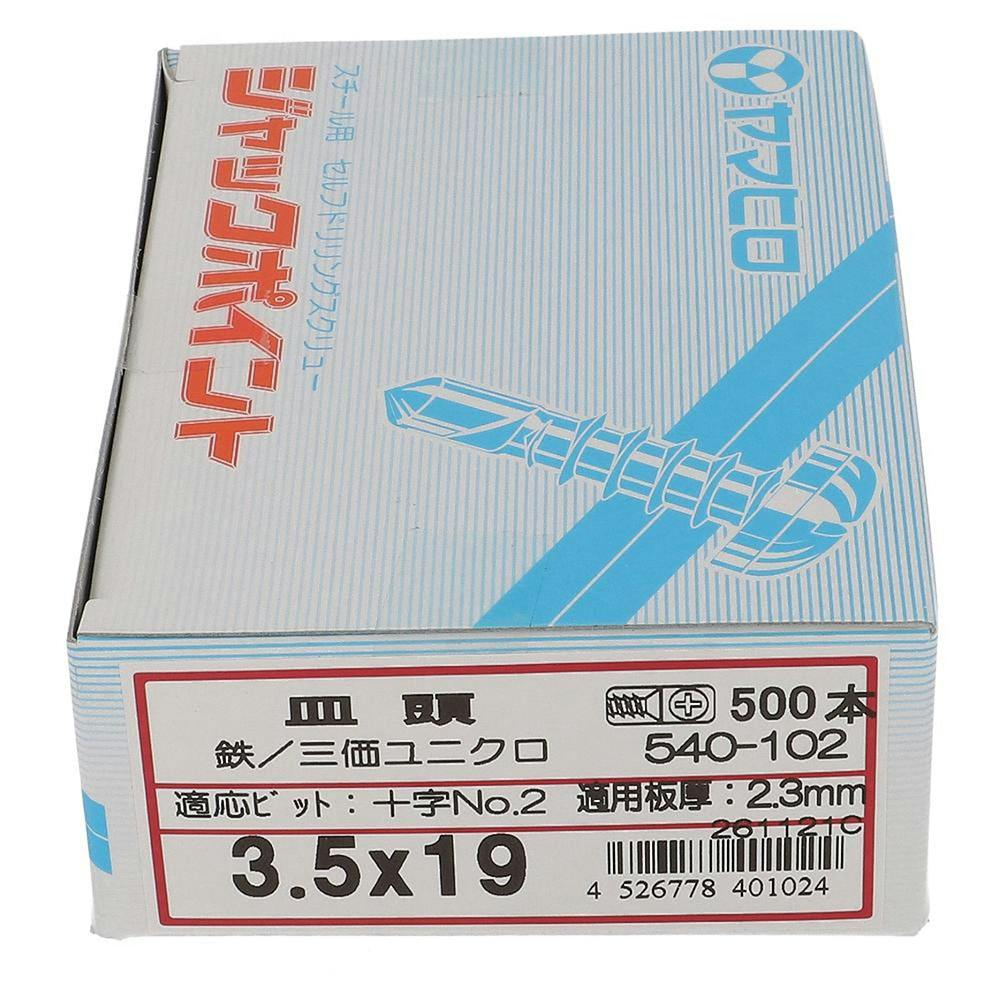 ヤマヒロ
スチール用 セルフドリリングスクリュー
ジャックポイント
皿 頭 500本
鉄／三価ユニクロ 540-102
適応ビット：十字No.2 適用板厚：2.3mm
261121C
3.5x19
4 526778 401024